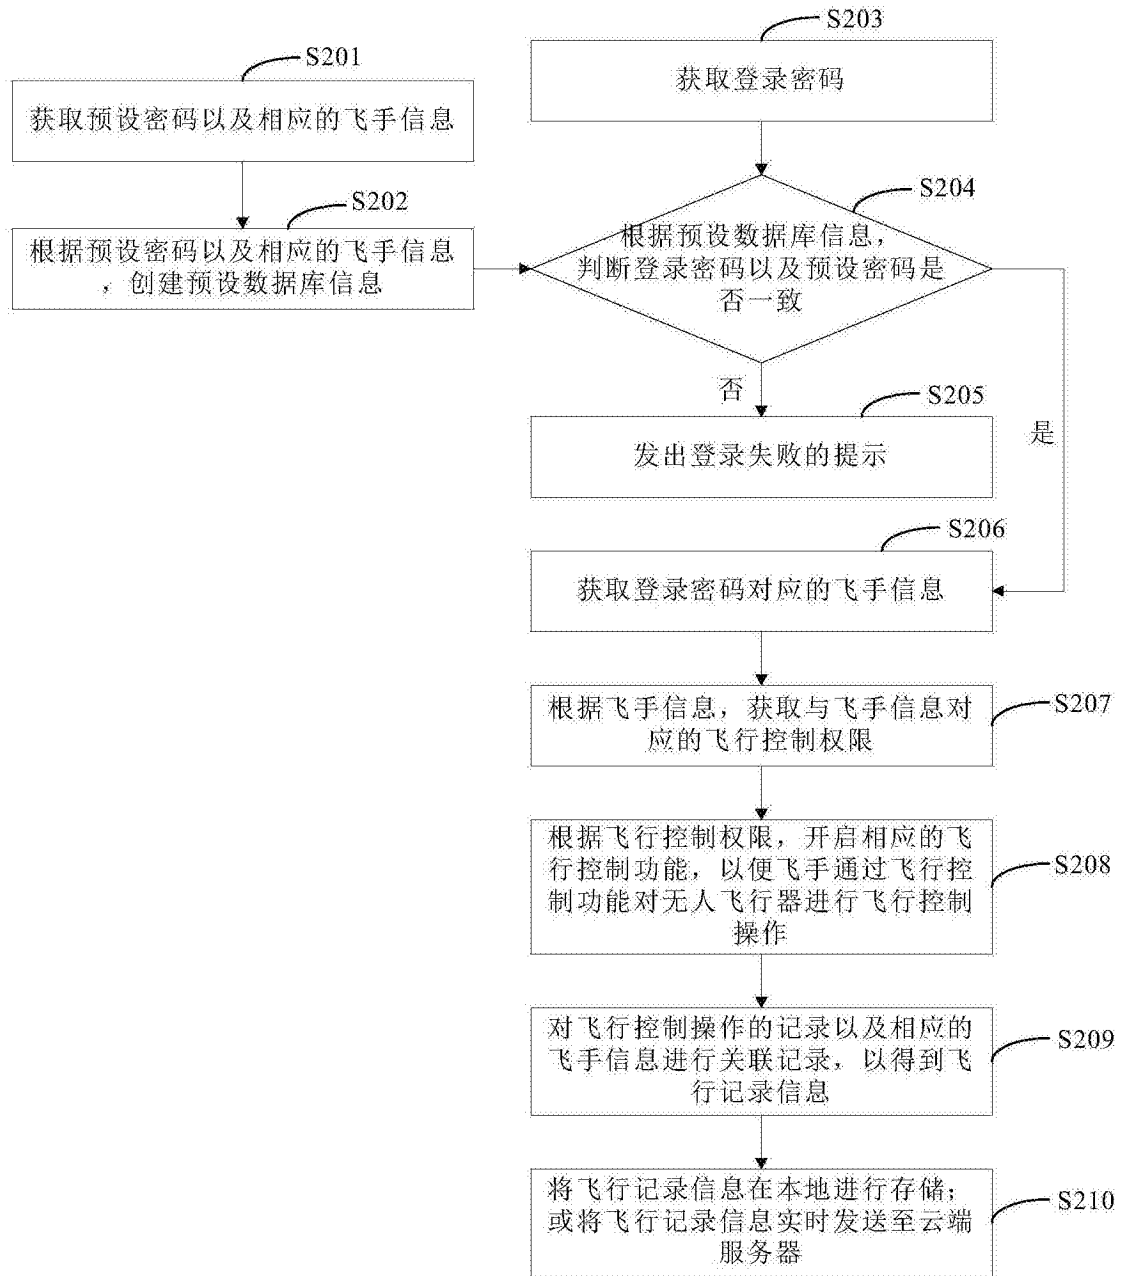 S201
获取预设密码以及相应的飞手信息
S202
根据预设密码以及相应的飞手信息
，创建预设数据库信息
S203
获取登录密码
S204
根据预设数据库信息，
判断登录密码以及预设密码是
否一致
否
是
S205
发出登录失败的提示
S206
获取登录密码对应的飞手信息
S207
根据飞手信息，获取与飞手信息对
应的飞行控制权限
S208
根据飞行控制权限，开启相应的飞
行控制功能，以便飞手通过飞行控
制功能对无人飞行器进行飞行控制
操作
S209
对飞行控制操作的记录以及相应的
飞手信息进行关联记录，以得到飞
行记录信息
S210
将飞行记录信息在本地进行存储；
或将飞行记录信息实时发送至云端
服务器